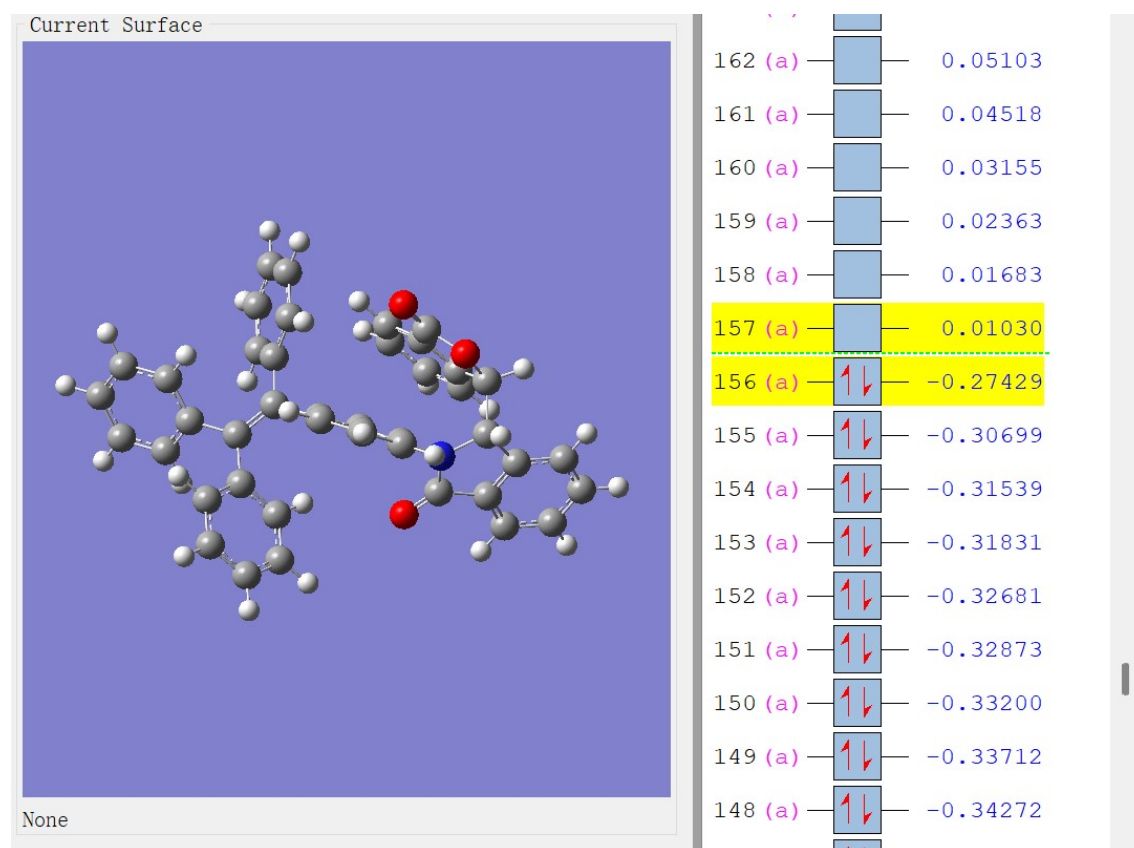 Current Surface
162 (a) 0.05103
161 (a) 0.04518
160 (a) 0.03155
159 (a) 0.02363
158 (a) 0.01683
157 (a) 0.01030
156 (a) -0.27429
155 (a) -0.30699
154 (a) -0.31539
153 (a) -0.31831
152 (a) -0.32681
151 (a) -0.32873
150 (a) -0.33200
149 (a) -0.33712
148 (a) -0.34272
None